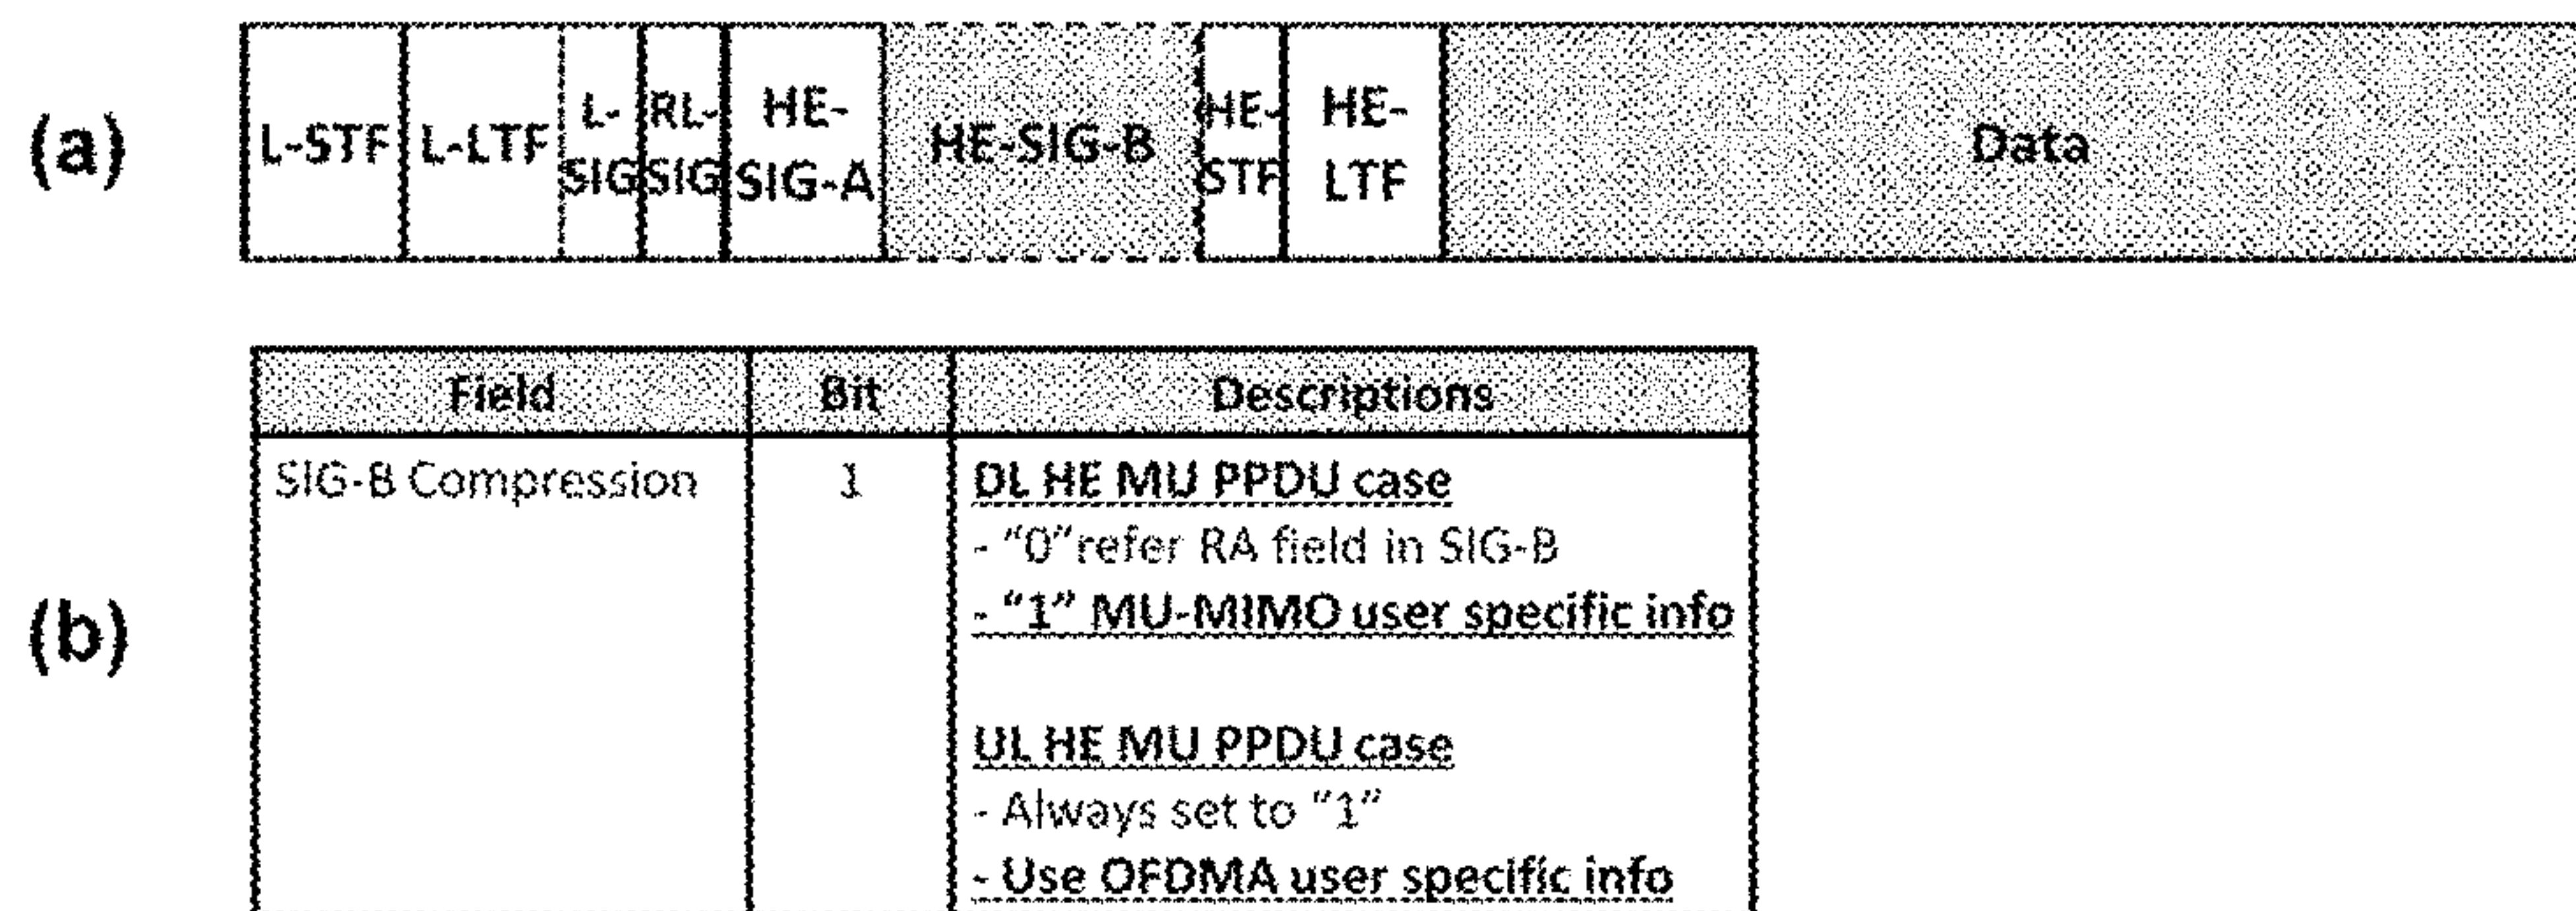 (a)
L-STF L-LTF L-SIG RL-SIG HE-SIG-A HE-SIG-B HE-STF HE-LTF Data
(b)
Field Bit Descriptions
SIG-B Compression 1 DL HE MU PPDU case
- "0"refer RA field in SIG-B
- "1" MU-MIMO user specific info
UL HE MU PPDU case
- Always set to "1"
- Use OFDMA user specific info